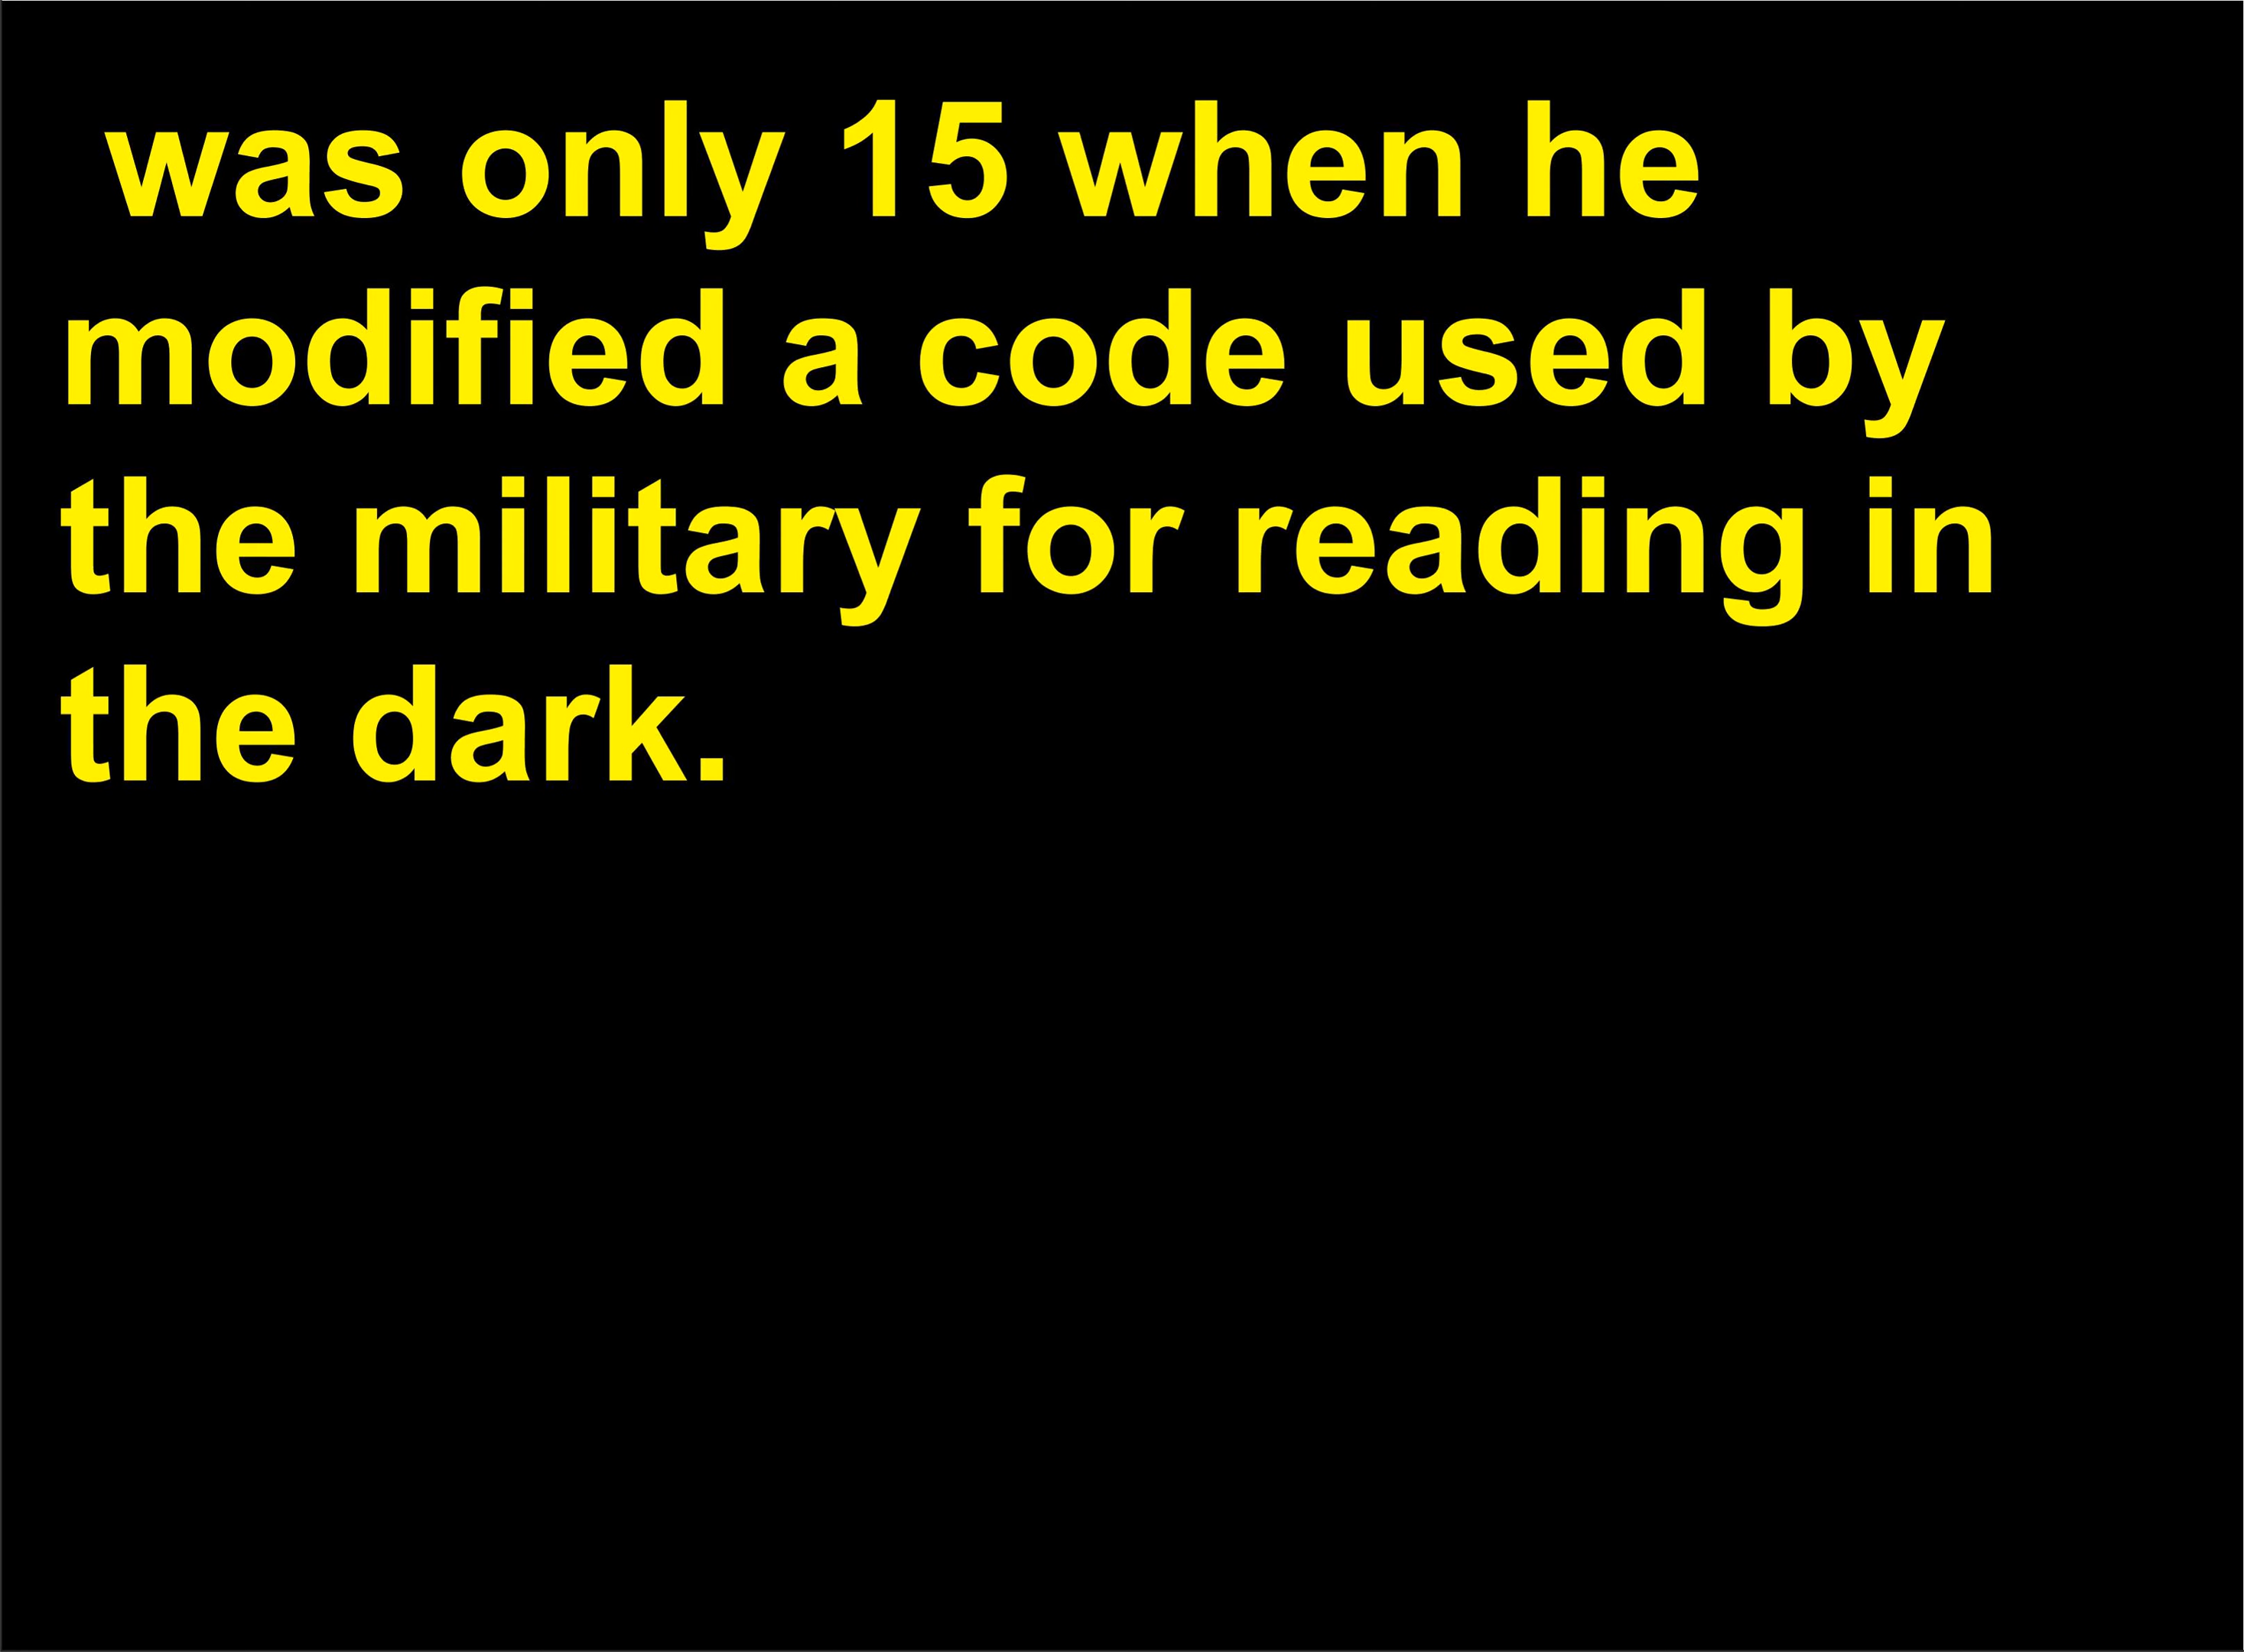 was only 15 when he
modified a code used by
the military for reading in
the dark.